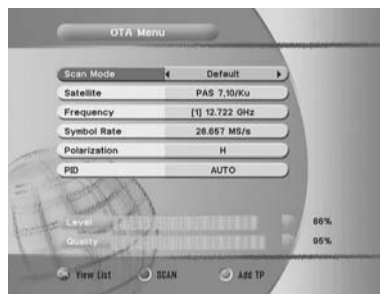 OTA Menu
Scan Mode Default
Satellite PAS 7,10/Ku
Frequency [1] 12.722 GHz
Symbol Rate 26.657 MS/s
Polarization H
PID AUTO
Level 66%
Quality 95%
View List SCAN Add TP